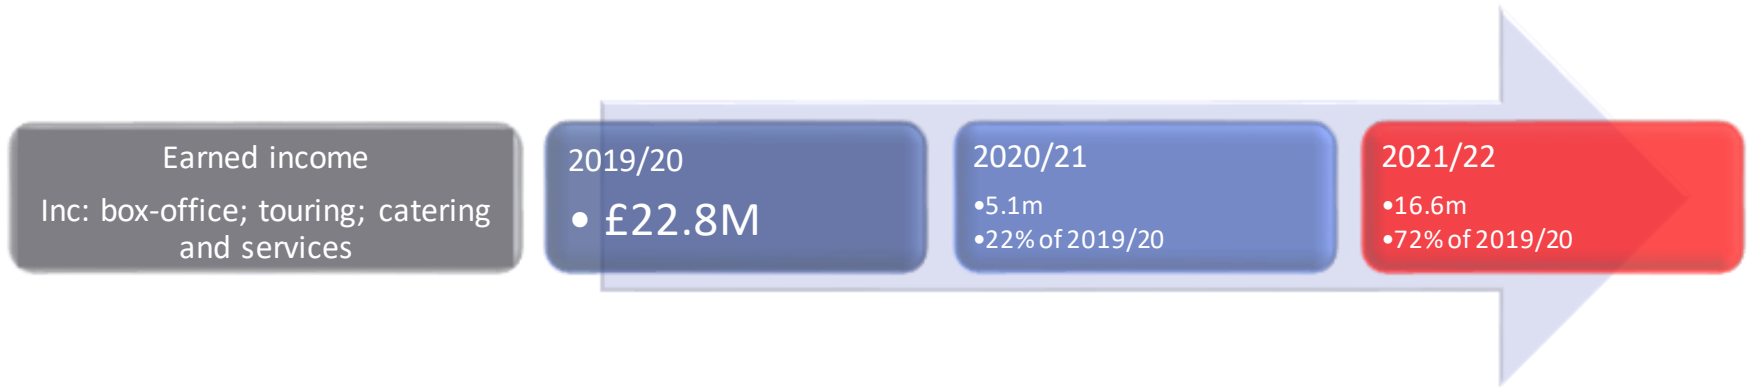 Earned income
Inc: box-office; touring; catering
and services
2019/20
• £22.8M
2020/21
•5.1m
•22% of 2019/20
2021/22
•16.6m
•72% of 2019/20